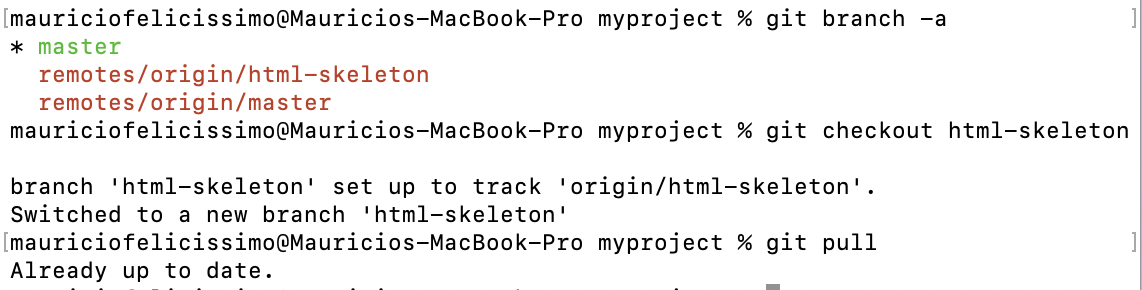 [mauriciofelicissimo@Mauricios-MacBook-Pro myproject % git branch -a ]
* master
  remotes/origin/html-skeleton
  remotes/origin/master
mauriciofelicissimo@Mauricios-MacBook-Pro myproject % git checkout html-skeleton
branch 'html-skeleton' set up to track 'origin/html-skeleton'.
Switched to a new branch 'html-skeleton'
[mauriciofelicissimo@Mauricios-MacBook-Pro myproject % git pull ]
Already up to date.